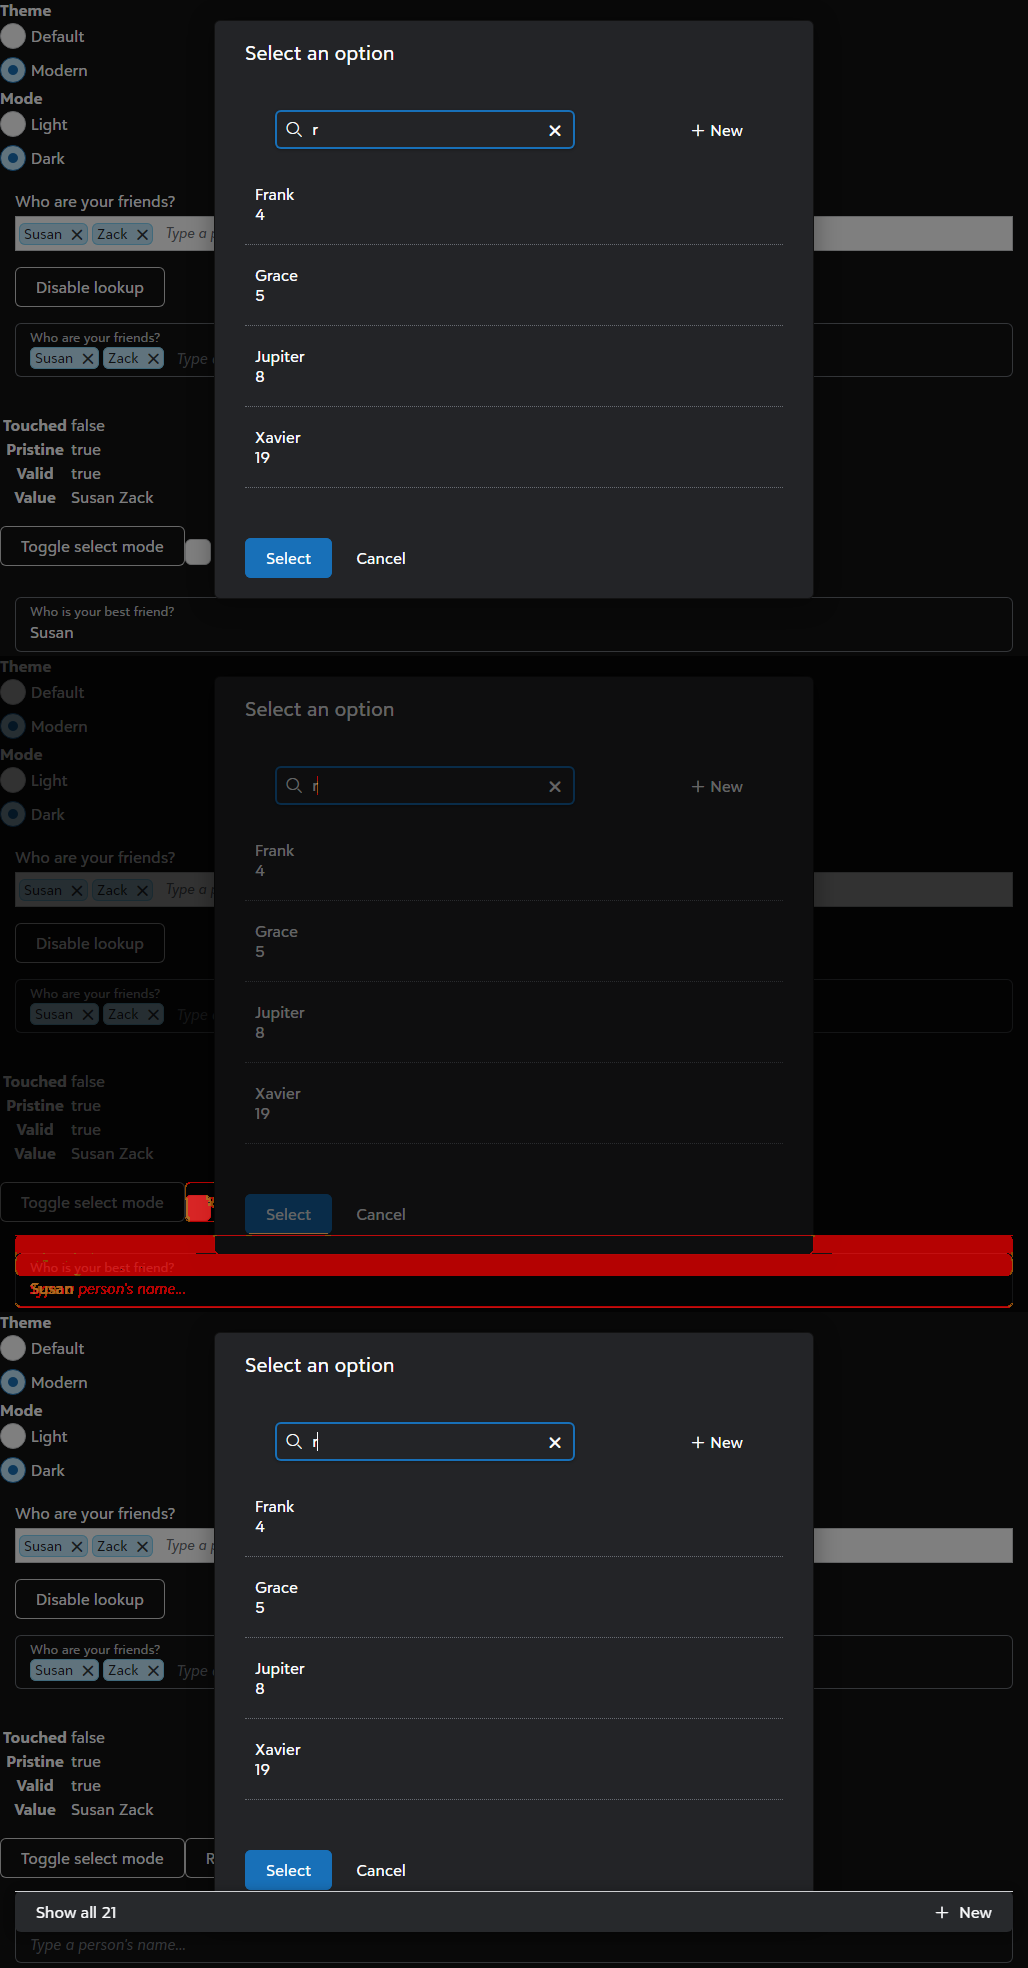 Theme
Default
Modern
Mode
Light
Dark
Who are your friends?
Susan Zack Type a
Disable lookup
Who are your friends?
Susan Zack Type
Touched false
Pristine true
Valid true
Value Susan Zack
Toggle select mode
Who is your best friend?
Susan
Select an option
r
+ New
Frank
4
Grace
5
Jupiter
8
Xavier
19
Select Cancel
Theme
Default
Modern
Mode
Light
Dark
Who are your friends?
Susan Zack Type a
Disable lookup
Who are your friends?
Susan Zack Type
Touched false
Pristine true
Valid true
Value Susan Zack
Toggle select mode
Who is your best friend?
Susan person's name...
Select an option
r
+ New
Frank
4
Grace
5
Jupiter
8
Xavier
19
Select Cancel
Theme
Default
Modern
Mode
Light
Dark
Who are your friends?
Susan Zack Type a
Disable lookup
Who are your friends?
Susan Zack Type
Touched false
Pristine true
Valid true
Value Susan Zack
Toggle select mode R
Select an option
r
+ New
Frank
4
Grace
5
Jupiter
8
Xavier
19
Select Cancel
Show all 21 + New
Type a person's name...